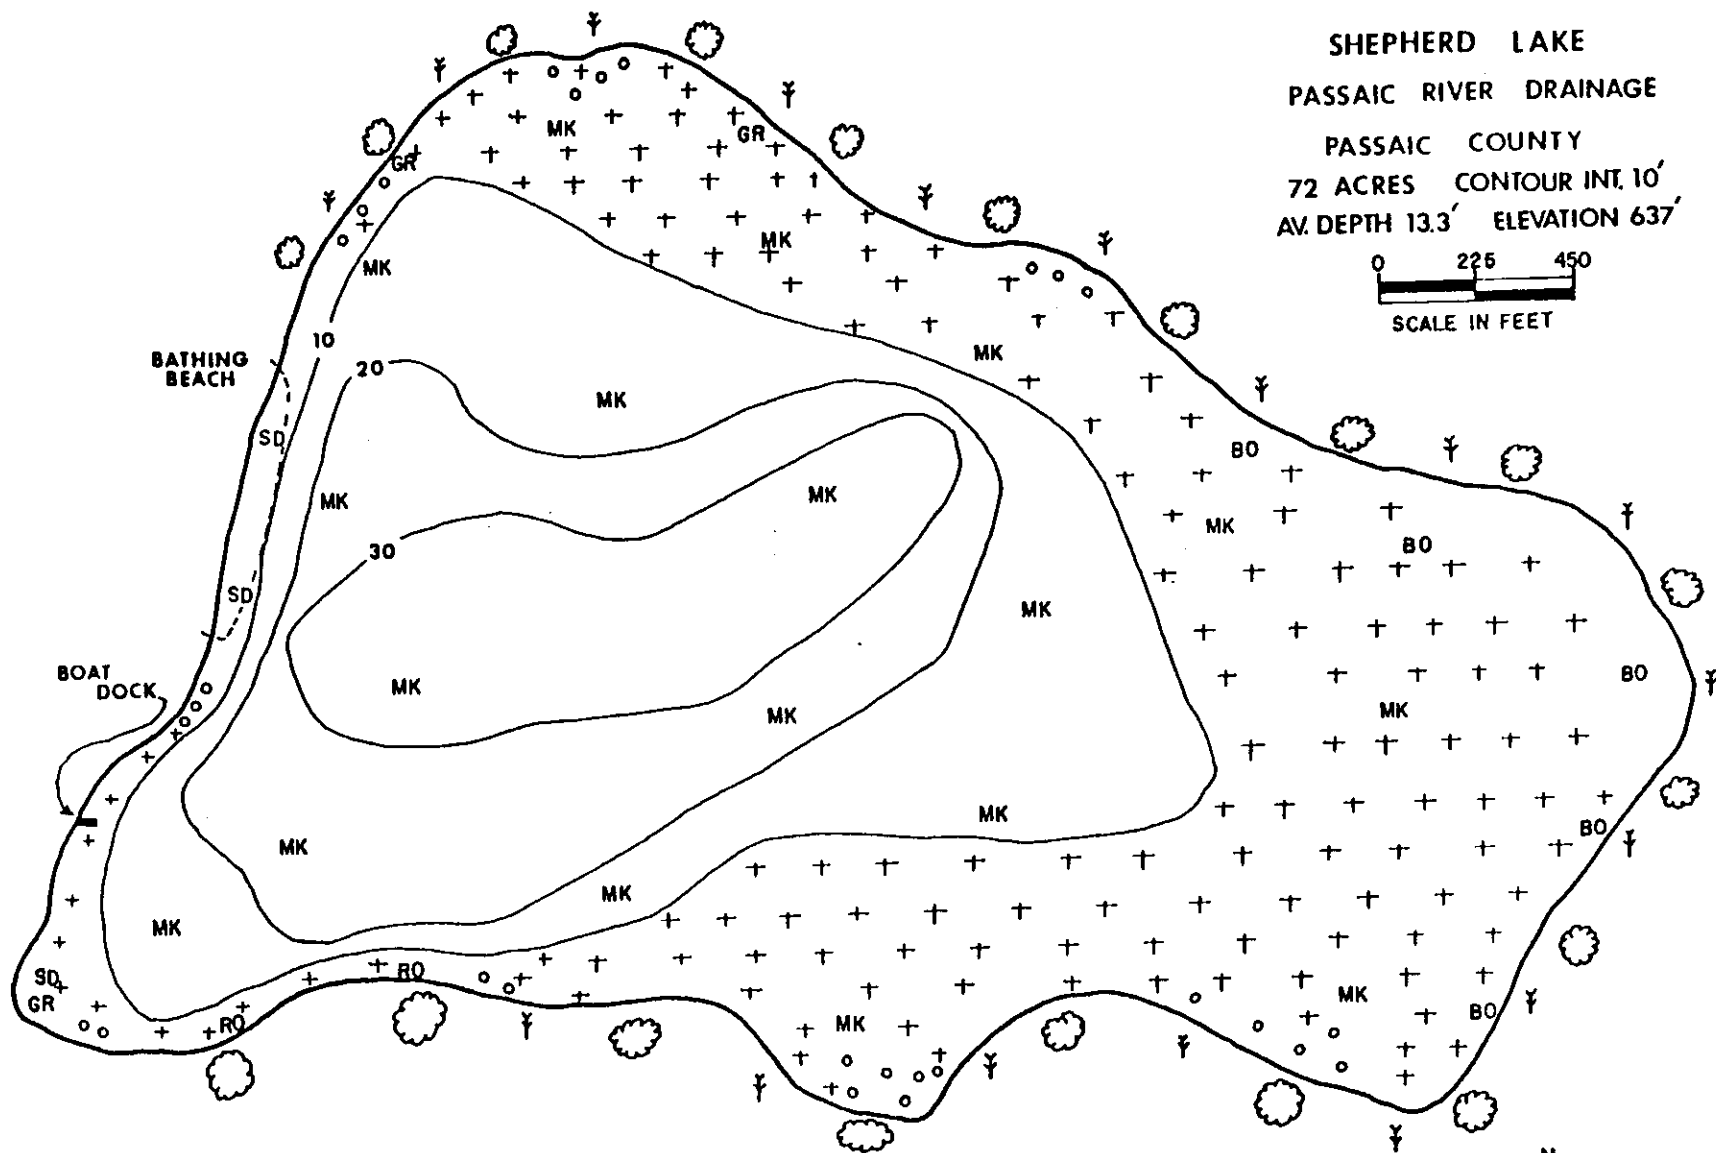 SHEPHERD LAKE
PASSAIC RIVER DRAINAGE
PASSAIC COUNTY
72 ACRES CONTOUR INT. 10'
AV. DEPTH 13.3' ELEVATION 637'
0 225 450
SCALE IN FEET
MK
GR
GR
MK
MK
10
MK
BATHING
BEACH
20
MK
SD
BO
MK
MK
MK
BO
30
SD
MK
BOAT
DOCK
MK
BO
MK
MK
MK
BO
MK
MK
MK
RO
SD
GR
MK
BO
RO
MK